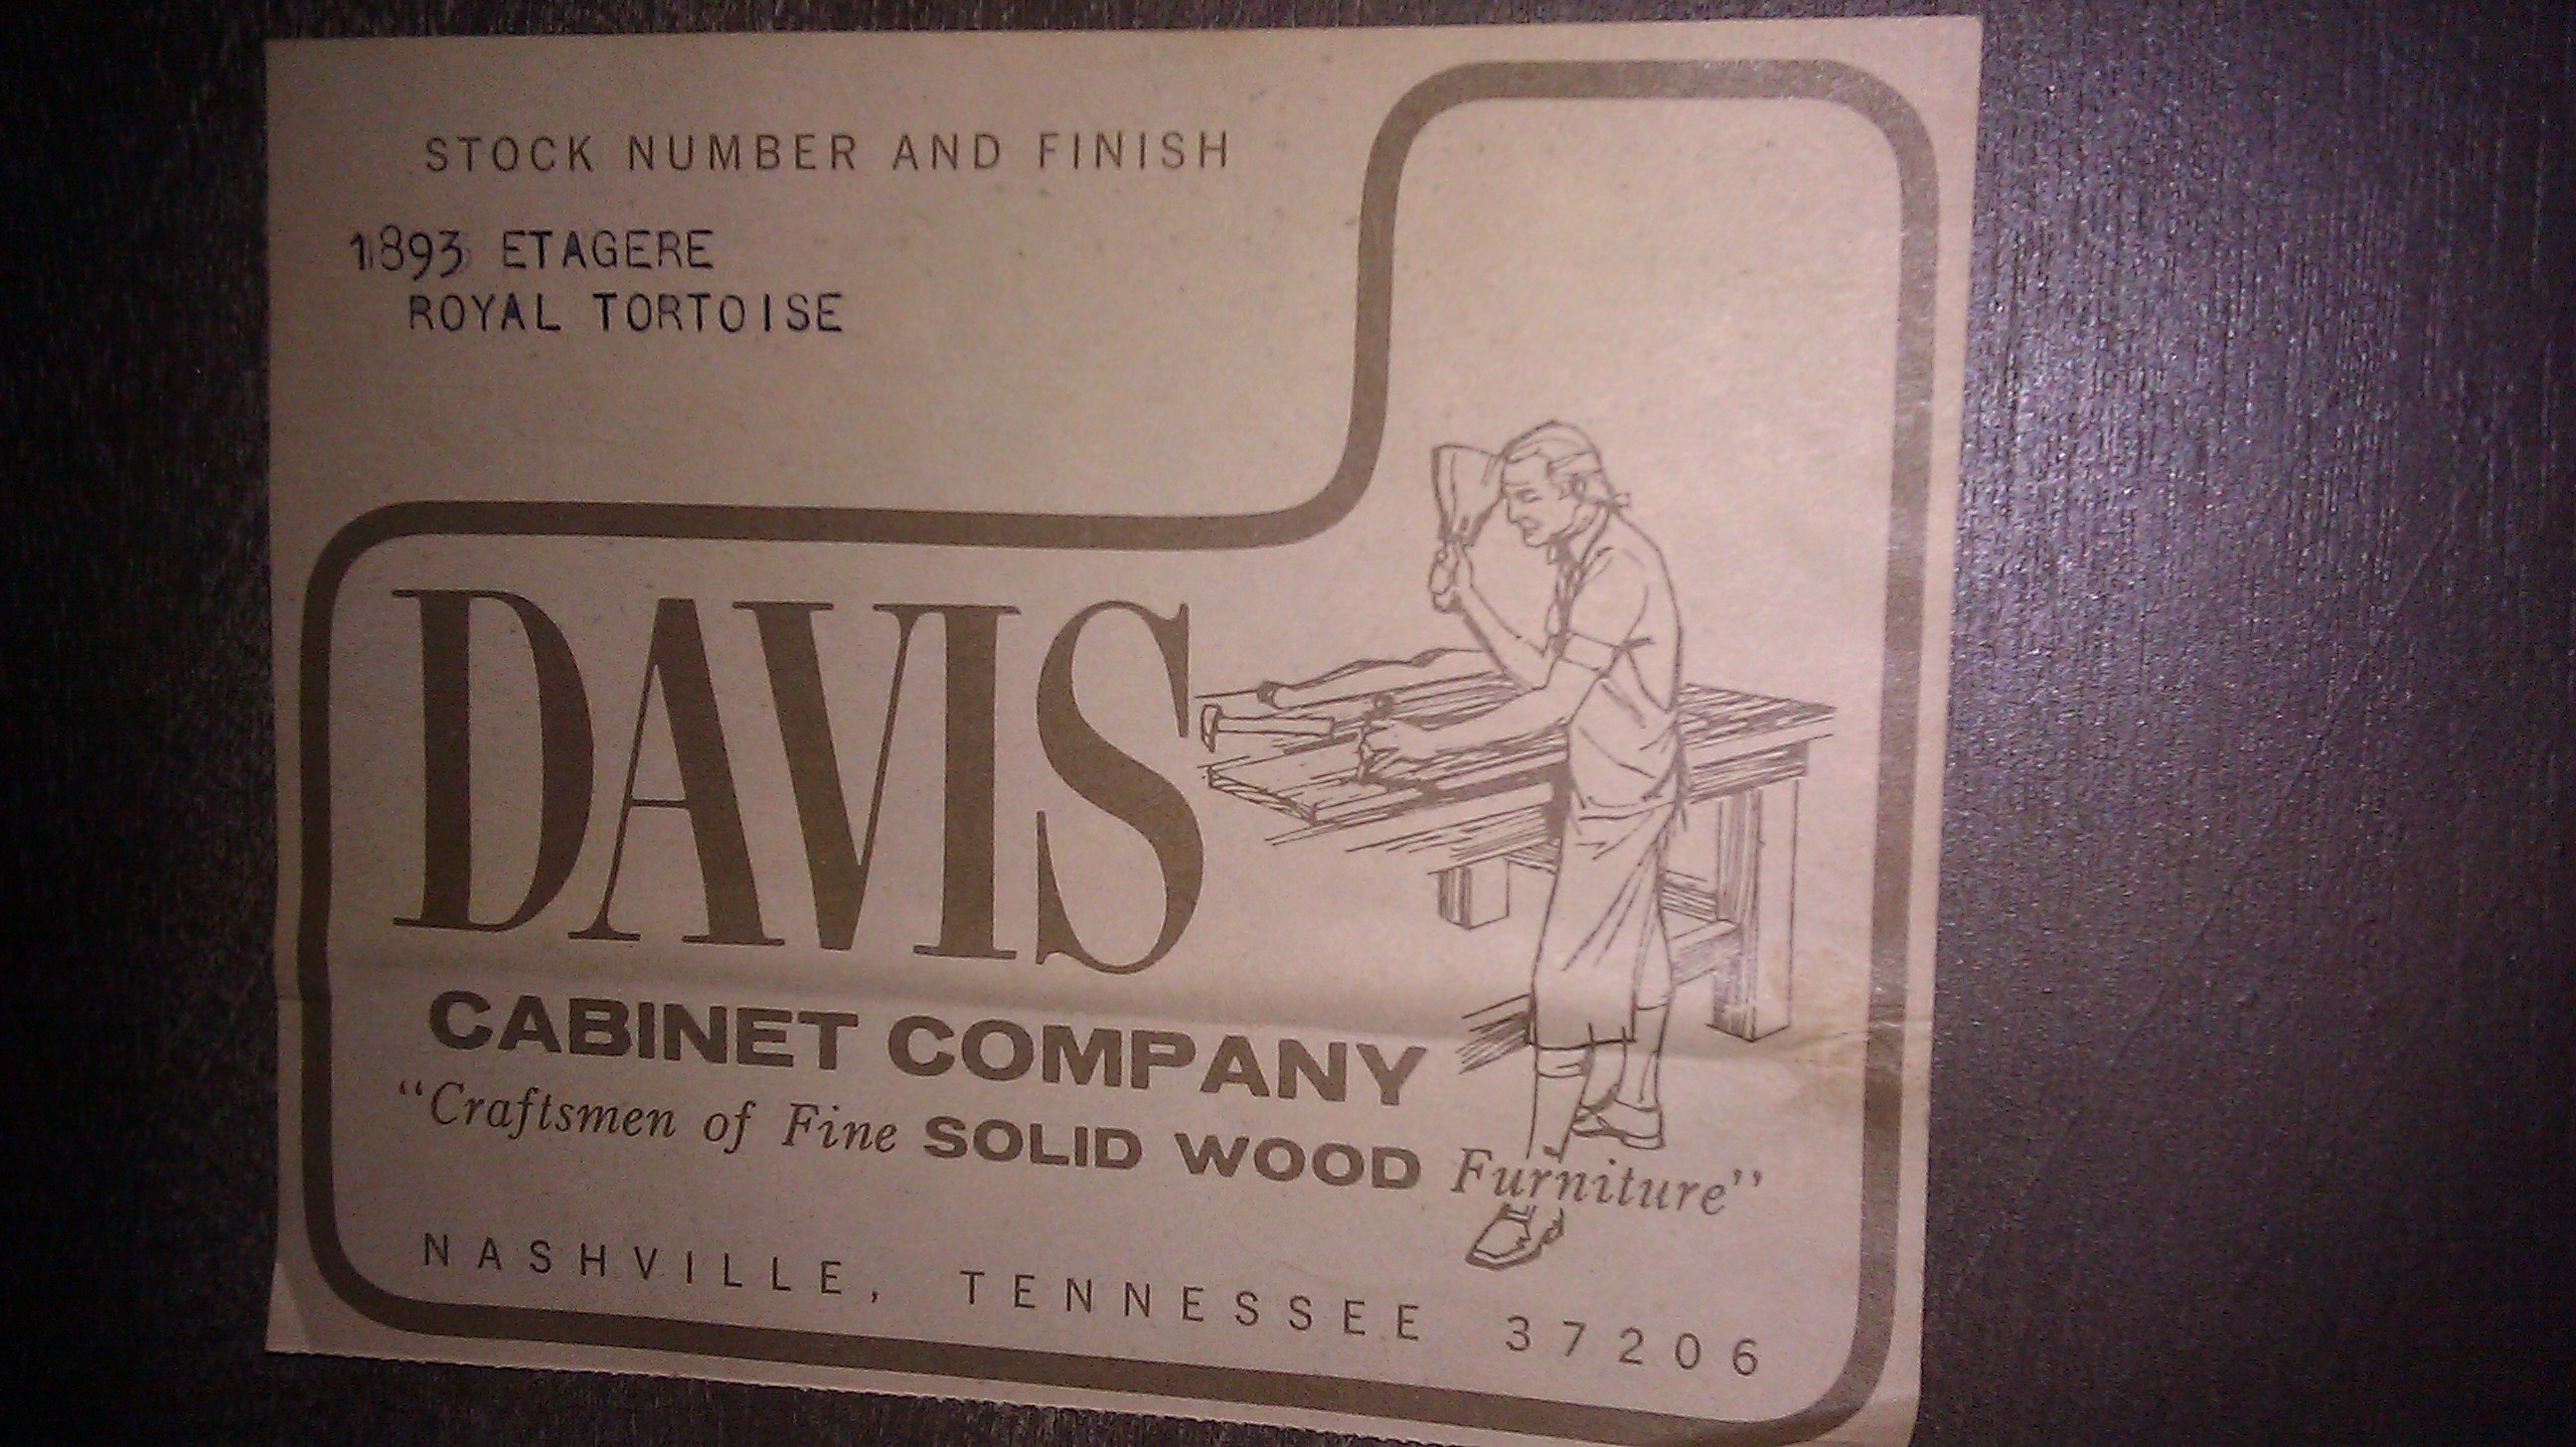 STOCK NUMBER AND FINISH
1893 ETAGERE
ROYAL TORTOISE
DAVIS
CABINET COMPANY
“Craftsmen of Fine SOLID WOOD Furniture”
NASHVILLE, TENNESSEE 37206